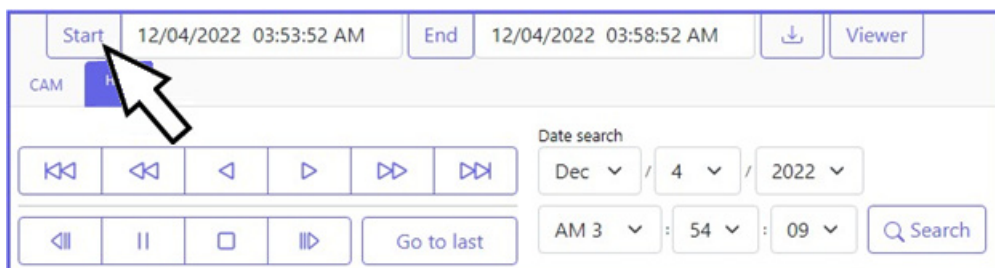 Start 12/04/2022 03:53:52 AM End 12/04/2022 03:58:52 AM Viewer
CAM
Date search
Dec / 4 / 2022
Go to last AM 3 : 54 : 09 Search